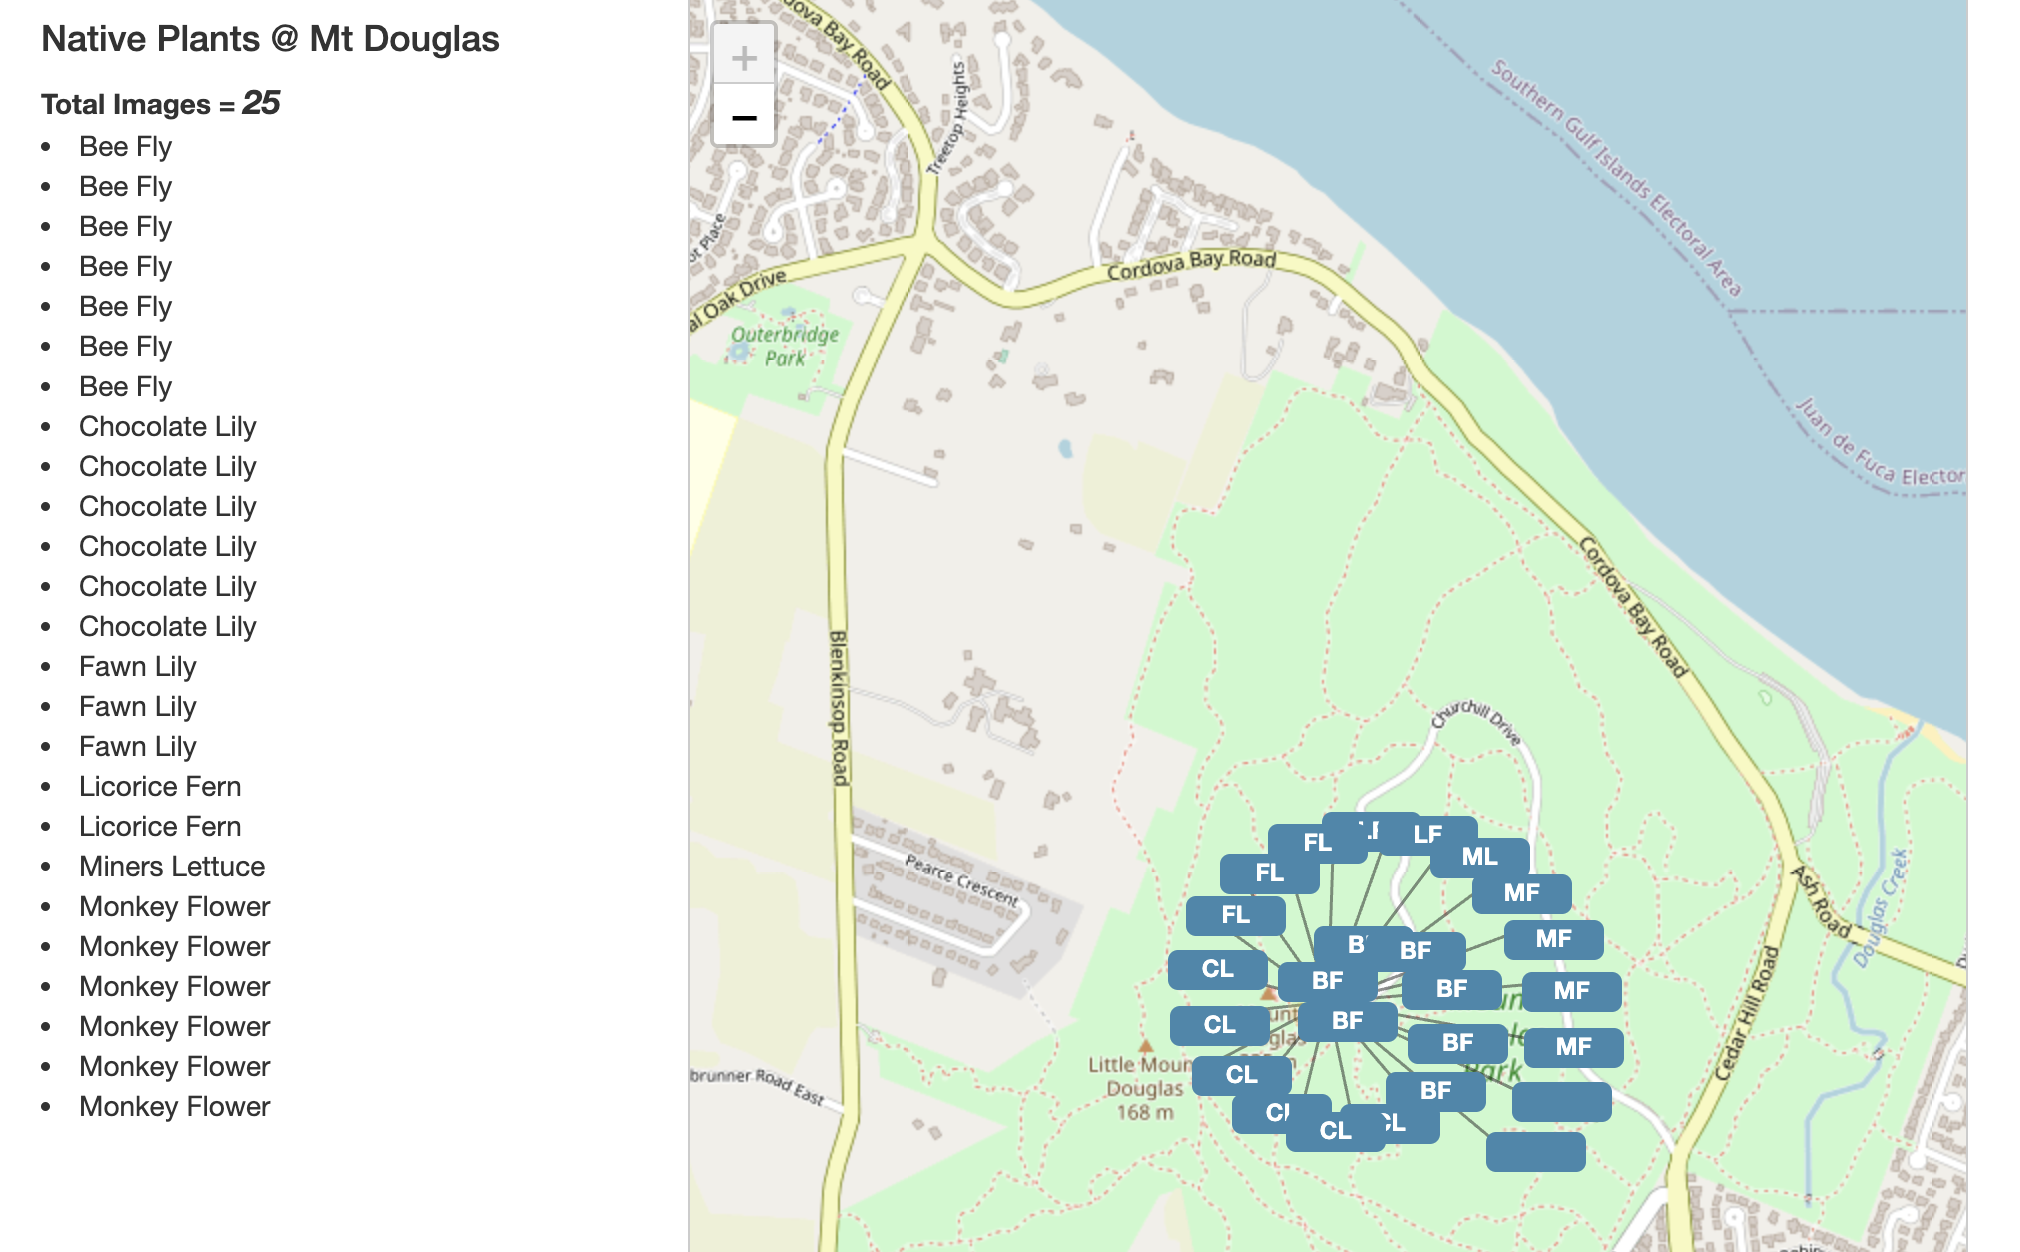 Native Plants @ Mt Douglas
Total Images = 25
• Bee Fly
• Bee Fly
• Bee Fly
• Bee Fly
• Bee Fly
• Bee Fly
• Bee Fly
• Chocolate Lily
• Chocolate Lily
• Chocolate Lily
• Chocolate Lily
• Chocolate Lily
• Chocolate Lily
• Fawn Lily
• Fawn Lily
• Fawn Lily
• Licorice Fern
• Licorice Fern
• Miners Lettuce
• Monkey Flower
• Monkey Flower
• Monkey Flower
• Monkey Flower
• Monkey Flower
• Monkey Flower
+
−
dova Bay Road
Treetop Heights
Place
al Oak Drive
Outerbridge
Park
Cordova Bay Road
Southern Gulf Islands Electoral Area
Juan de Fuca Elector
Cordova Bay Road
Blenkinsop Road
Churchill Drive
Pearce Crescent
Ash Road
Douglas Creek
Cedar Hill Road
brunner Road East
Little Moun
Douglas
168 m
Park
LF
FL
ML
FL
MF
FL
MF
BF
CL
BF
BF
MF
CL
BF
BF
MF
CL
BF
CL
CL